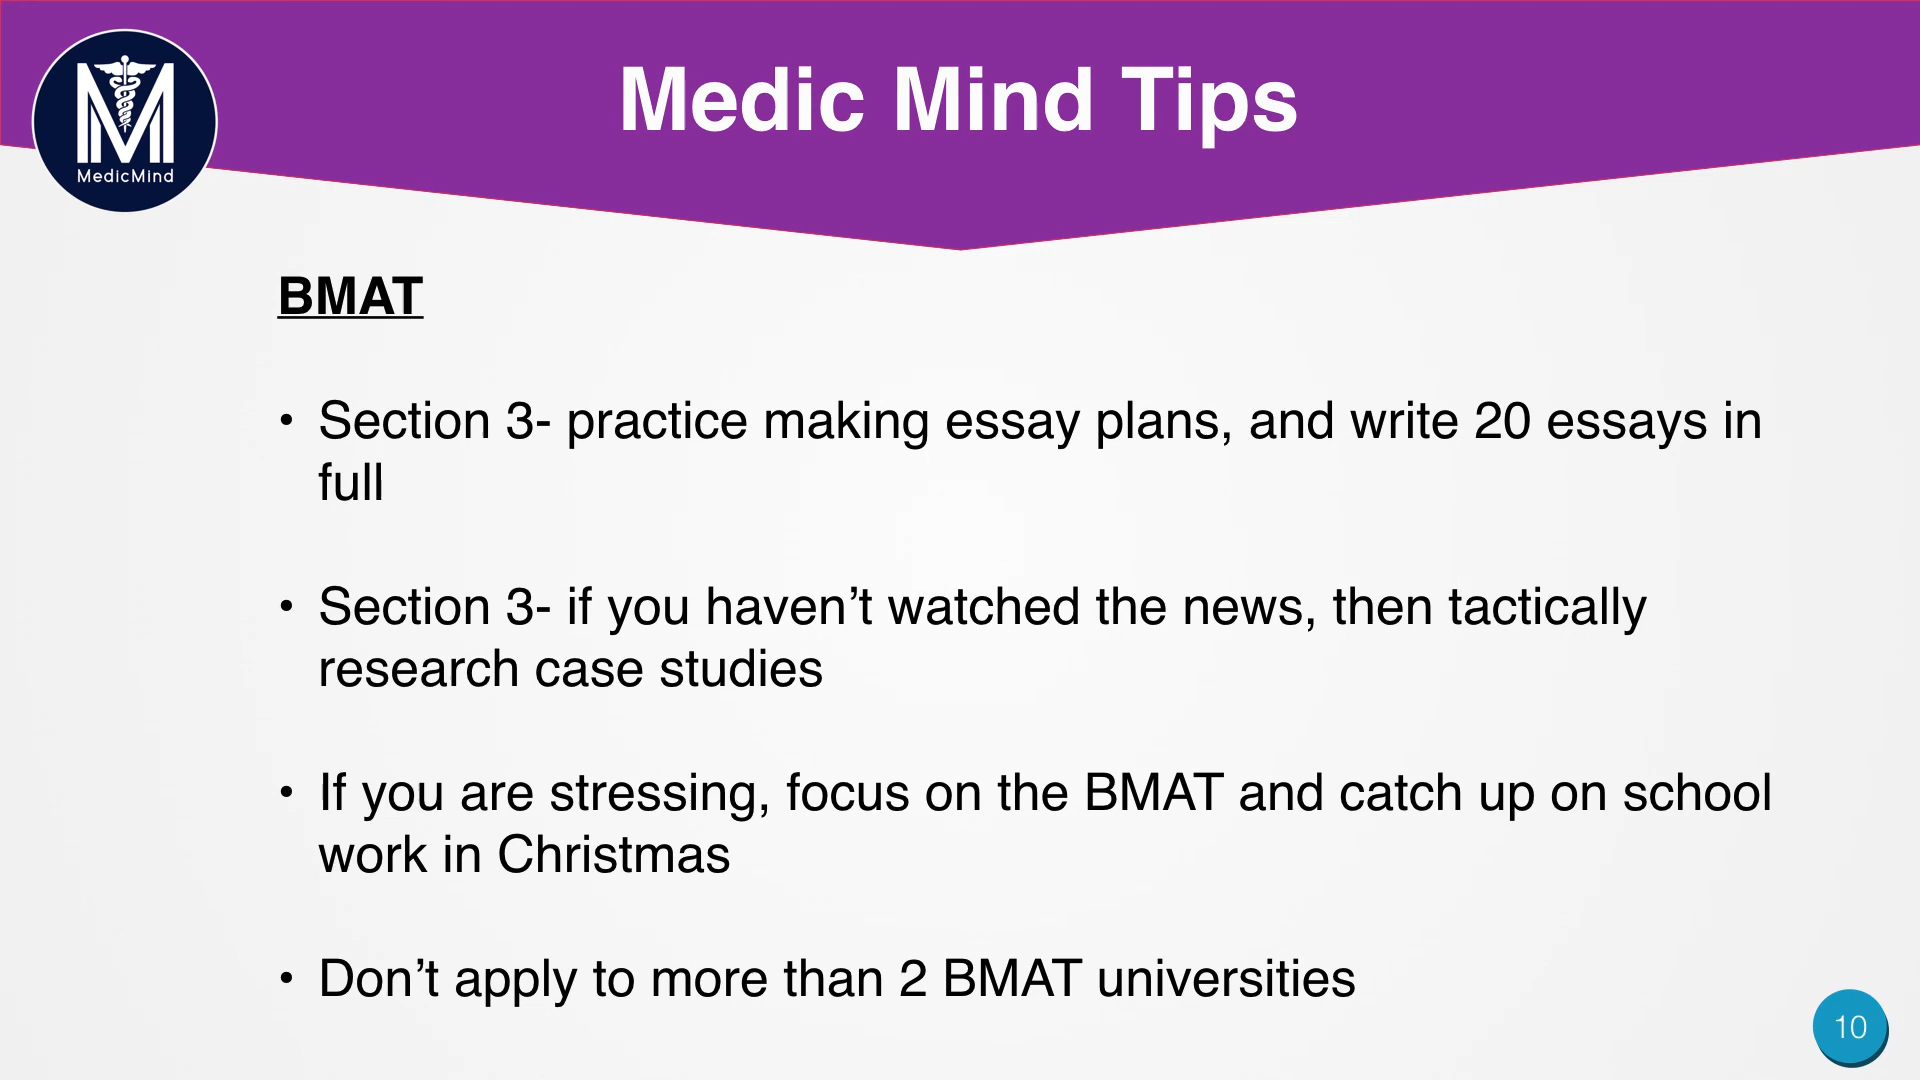 Medic Mind Tips
MedicMind
BMAT
• Section 3- practice making essay plans, and write 20 essays in
full
• Section 3- if you haven’t watched the news, then tactically
research case studies
• If you are stressing, focus on the BMAT and catch up on school
work in Christmas
• Don’t apply to more than 2 BMAT universities
10